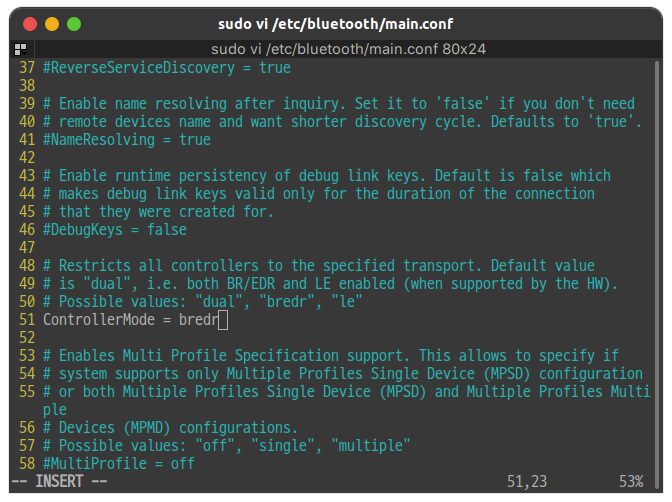 sudo vi /etc/bluetooth/main.conf
sudo vi /etc/bluetooth/main.conf 80x24
37 #ReverseServiceDiscovery = true
38
39 # Enable name resolving after inquiry. Set it to 'false' if you don't need
40 # remote devices name and want shorter discovery cycle. Defaults to 'true'.
41 #NameResolving = true
42
43 # Enable runtime persistency of debug link keys. Default is false which
44 # makes debug link keys valid only for the duration of the connection
45 # that they were created for.
46 #DebugKeys = false
47
48 # Restricts all controllers to the specified transport. Default value
49 # is "dual", i.e. both BR/EDR and LE enabled (when supported by the HW).
50 # Possible values: "dual", "bredr", "le"
51 ControllerMode = bredr
52
53 # Enables Multi Profile Specification support. This allows to specify if
54 # system supports only Multiple Profiles Single Device (MPSD) configuration
55 # or both Multiple Profiles Single Device (MPSD) and Multiple Profiles Multi
ple
56 # Devices (MPMD) configurations.
57 # Possible values: "off", "single", "multiple"
58 #MultiProfile = off
-- INSERT -- 51,23 53%